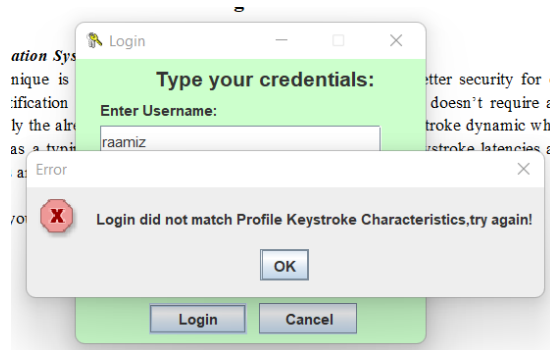 Login
ation Sys
Type your credentials:
nique is
etter security for
tification
doesn't require a
Enter Username:
ly the alre
troke dynamic wh
raamiz
as a typi
stroke latencies a
Error
Login did not match Profile Keystroke Characteristics,try again!
OK
Login
Cancel